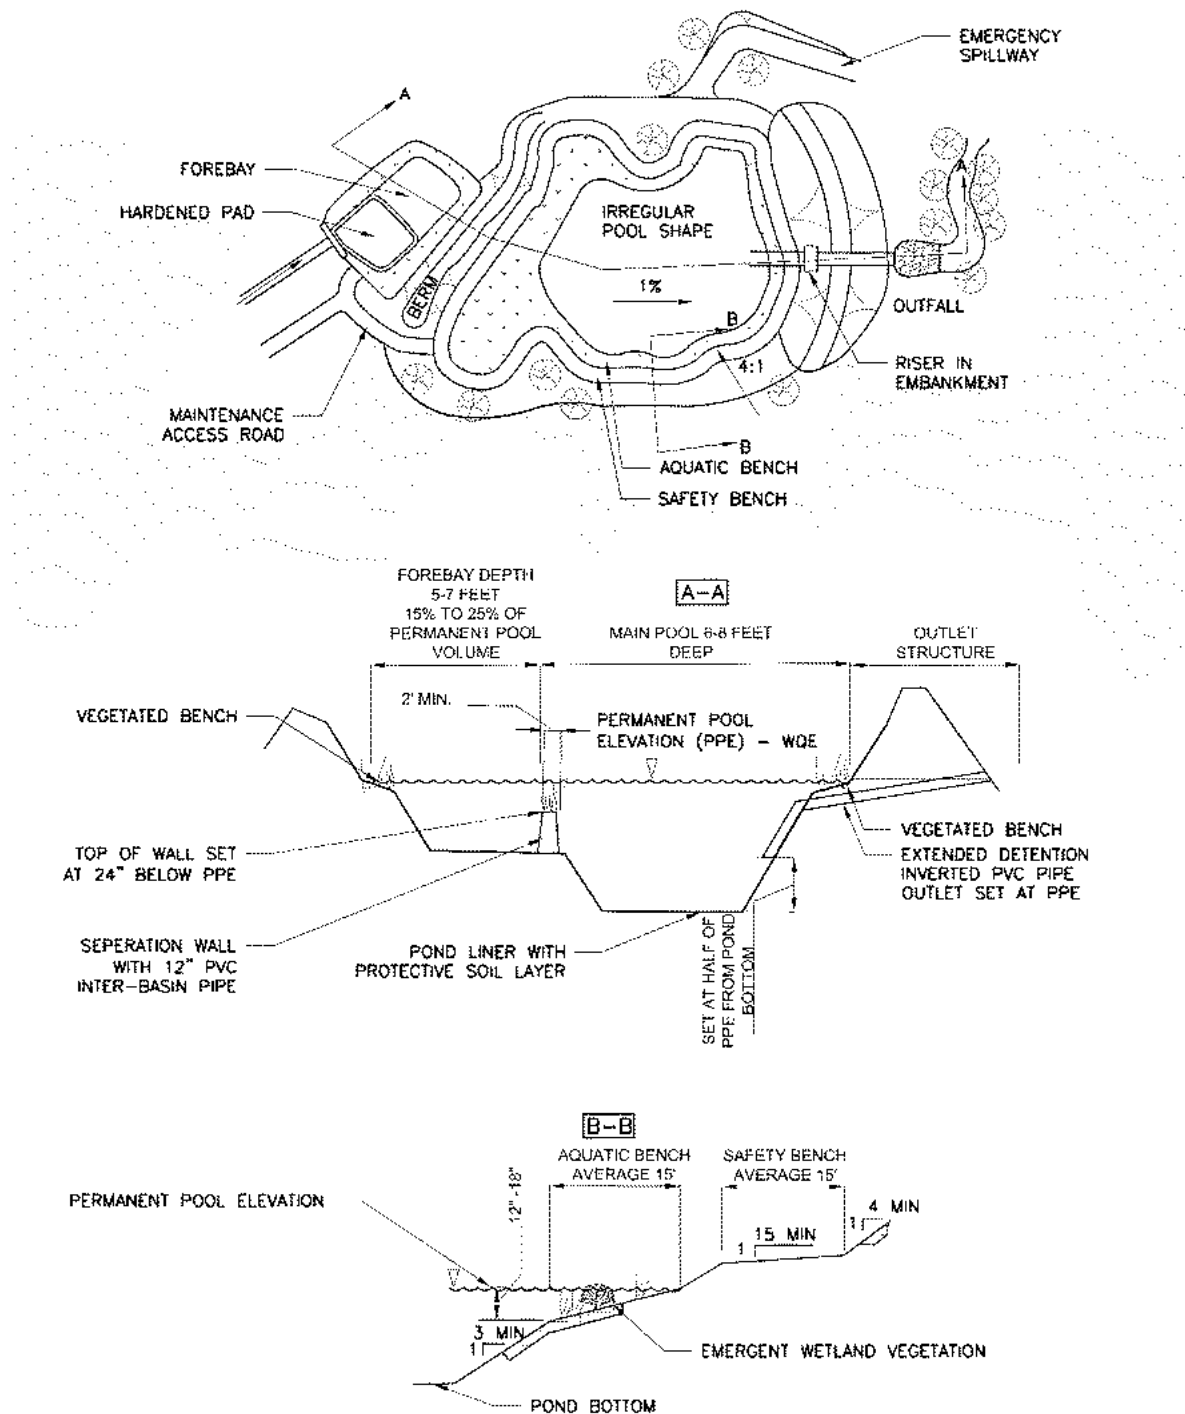 EMERGENCY
SPILLWAY
A
FOREBAY
HARDENED PAD
A
IRREGULAR
POOL SHAPE
1%
BERM
B
OUTFALL
4:1
RISER IN
EMBANKMENT
MAINTENANCE
ACCESS ROAD
B
AQUATIC BENCH
SAFETY BENCH
FOREBAY DEPTH
5-7 FEET
15% TO 25% OF
PERMANENT POOL
VOLUME
A-A
MAIN POOL 6-8 FEET
DEEP
OUTLET
STRUCTURE
2' MIN.
VEGETATED BENCH
PERMANENT POOL
ELEVATION (PPE) - WQE
TOP OF WALL SET
AT 24" BELOW PPE
VEGETATED BENCH
EXTENDED DETENTION
INVERTED PVC PIPE
OUTLET SET AT PPE
SEPERATION WALL
WITH 12" PVC
INTER-BASIN PIPE
POND LINER WITH
PROTECTIVE SOIL LAYER
SET AT HALF OF
PPE FROM POND
BOTTOM
B-B
AQUATIC BENCH
AVERAGE 15'
SAFETY BENCH
AVERAGE 15'
PERMANENT POOL ELEVATION
12"-18"
4 MIN
1
15 MIN
1
3 MIN
1
EMERGENT WETLAND VEGETATION
POND BOTTOM